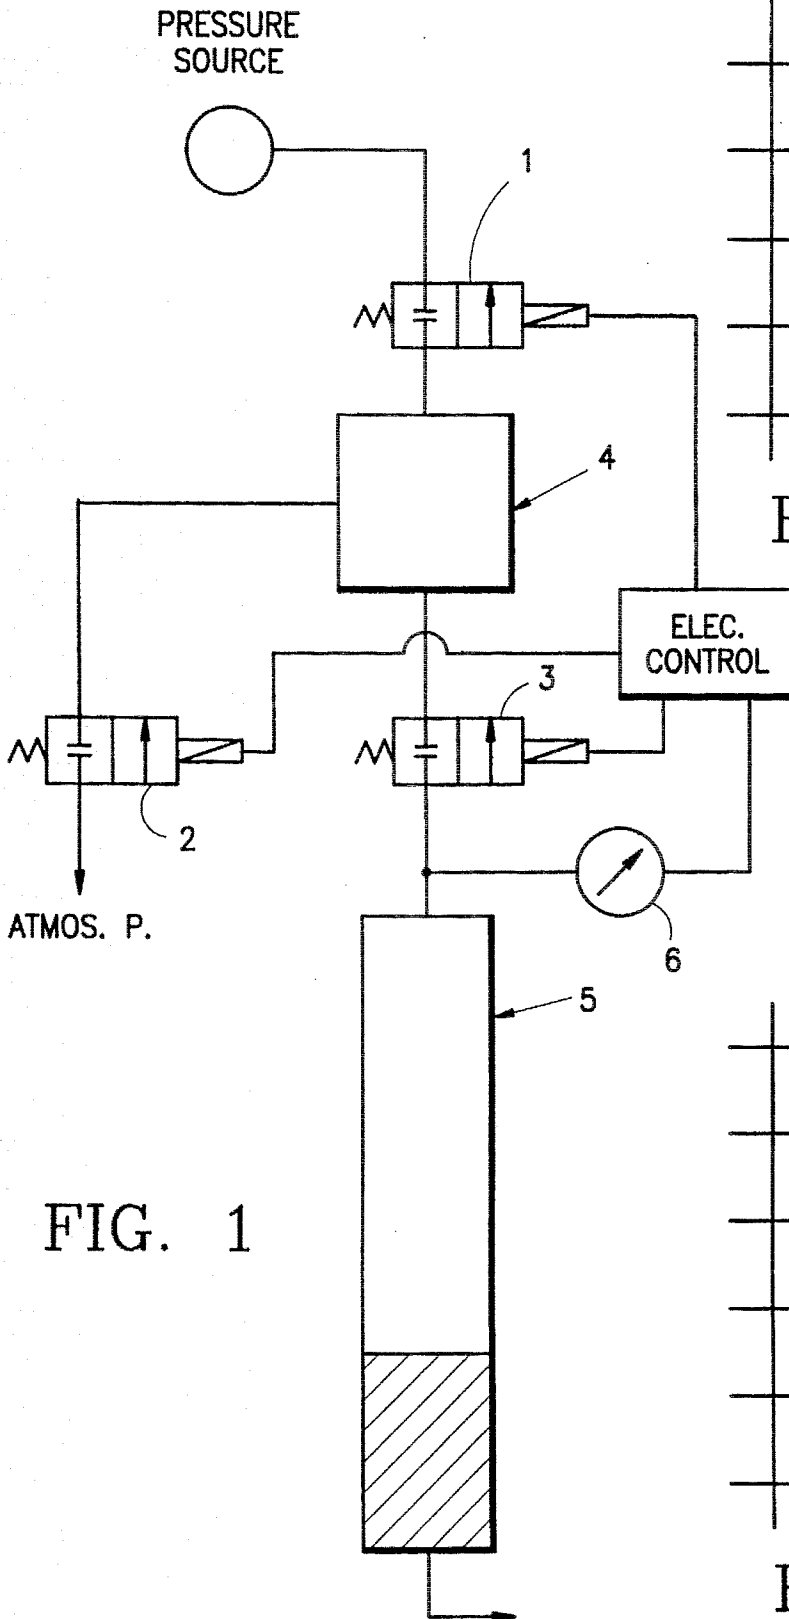 PRESSURE
SOURCE
1
4
ELEC.
CONTROL
3
2
ATMOS. P.
6
5
FIG. 1